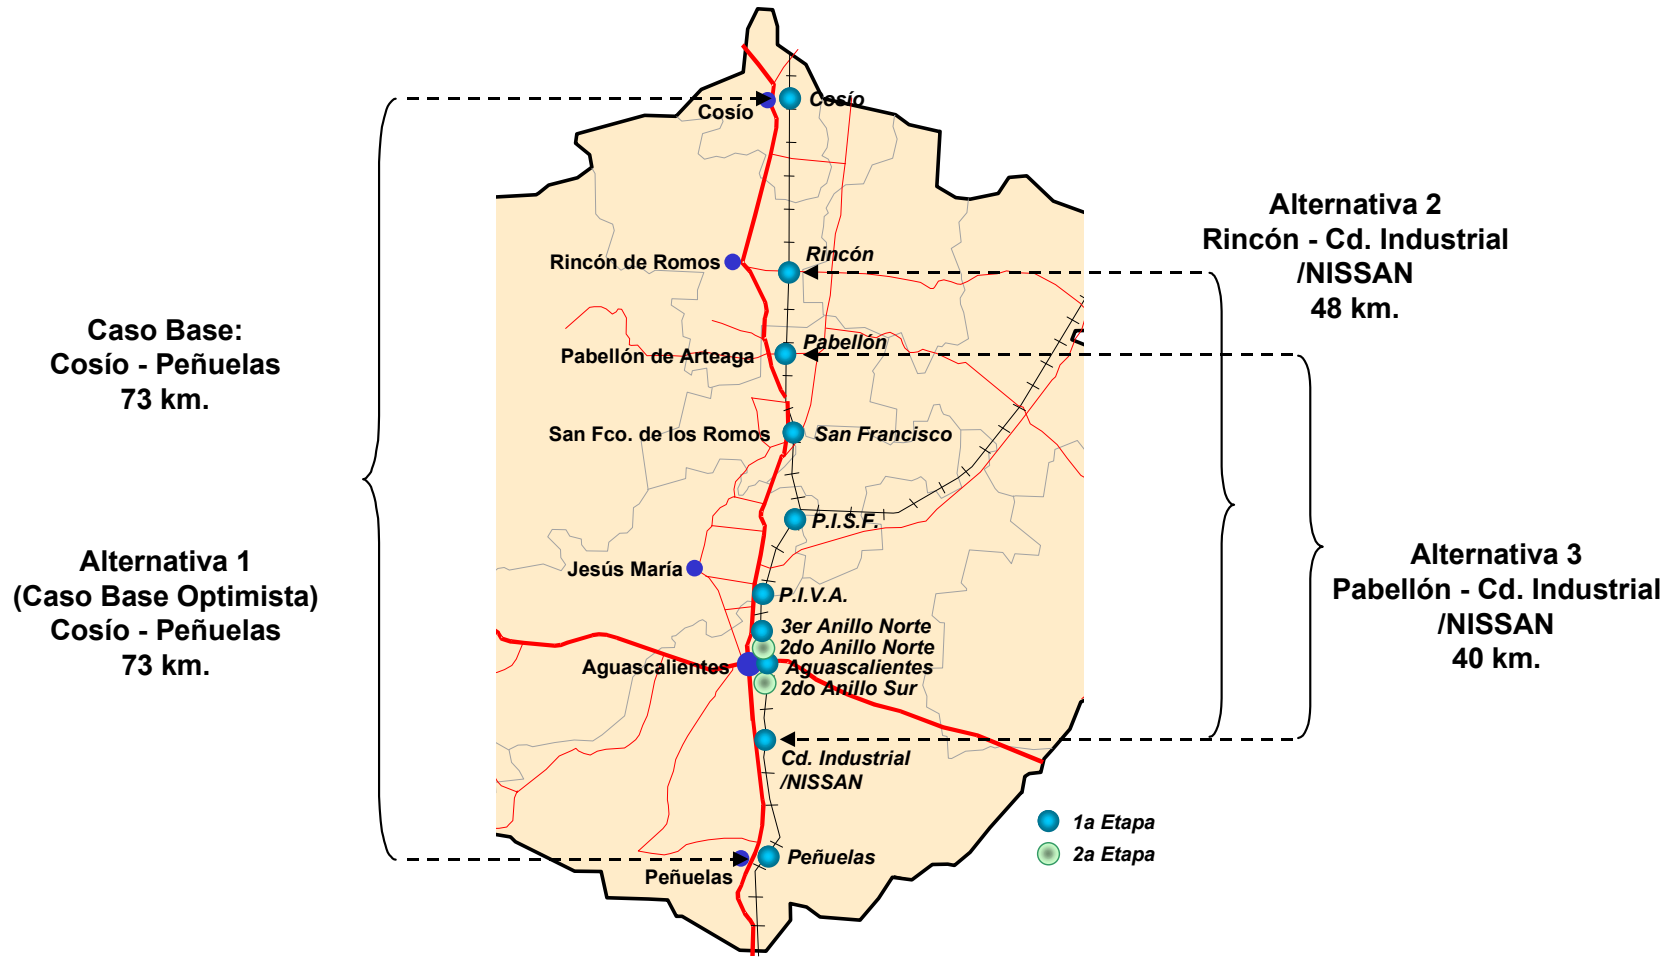 Caso Base:
Cosío - Peñuelas
73 km.
Alternativa 1
(Caso Base Optimista)
Cosío - Peñuelas
73 km.
Cosío
Cosío
Rincón de Romos
Rincón
Pabellón de Arteaga
Pabellón
San Fco. de los Romos
San Francisco
P.I.S.F.
Jesús María
P.I.V.A.
3er Anillo Norte
2do Anillo Norte
Aguascalientes
Aguascalientes
2do Anillo Sur
Cd. Industrial
/NISSAN
Peñuelas
Peñuelas
1a Etapa
2a Etapa
Alternativa 2
Rincón - Cd. Industrial
/NISSAN
48 km.
Alternativa 3
Pabellón - Cd. Industrial
/NISSAN
40 km.